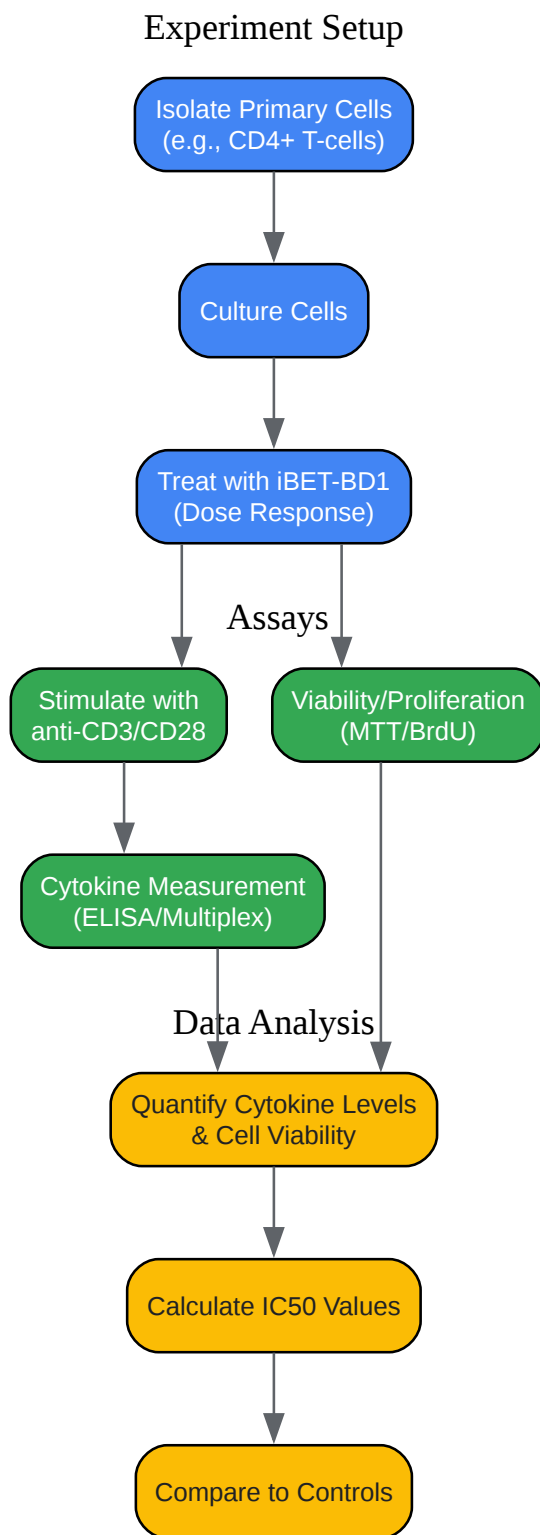 Experiment Setup
Isolate Primary Cells
(e.g., CD4+ T-cells)
Culture Cells
Treat with iBET-BD1
(Dose Response)
Assays
Stimulate with
anti-CD3/CD28
Viability/Proliferation
(MTT/BrdU)
Cytokine Measurement
(ELISA/Multiplex)
Data Analysis
Quantify Cytokine Levels
& Cell Viability
Calculate IC50 Values
Compare to Controls